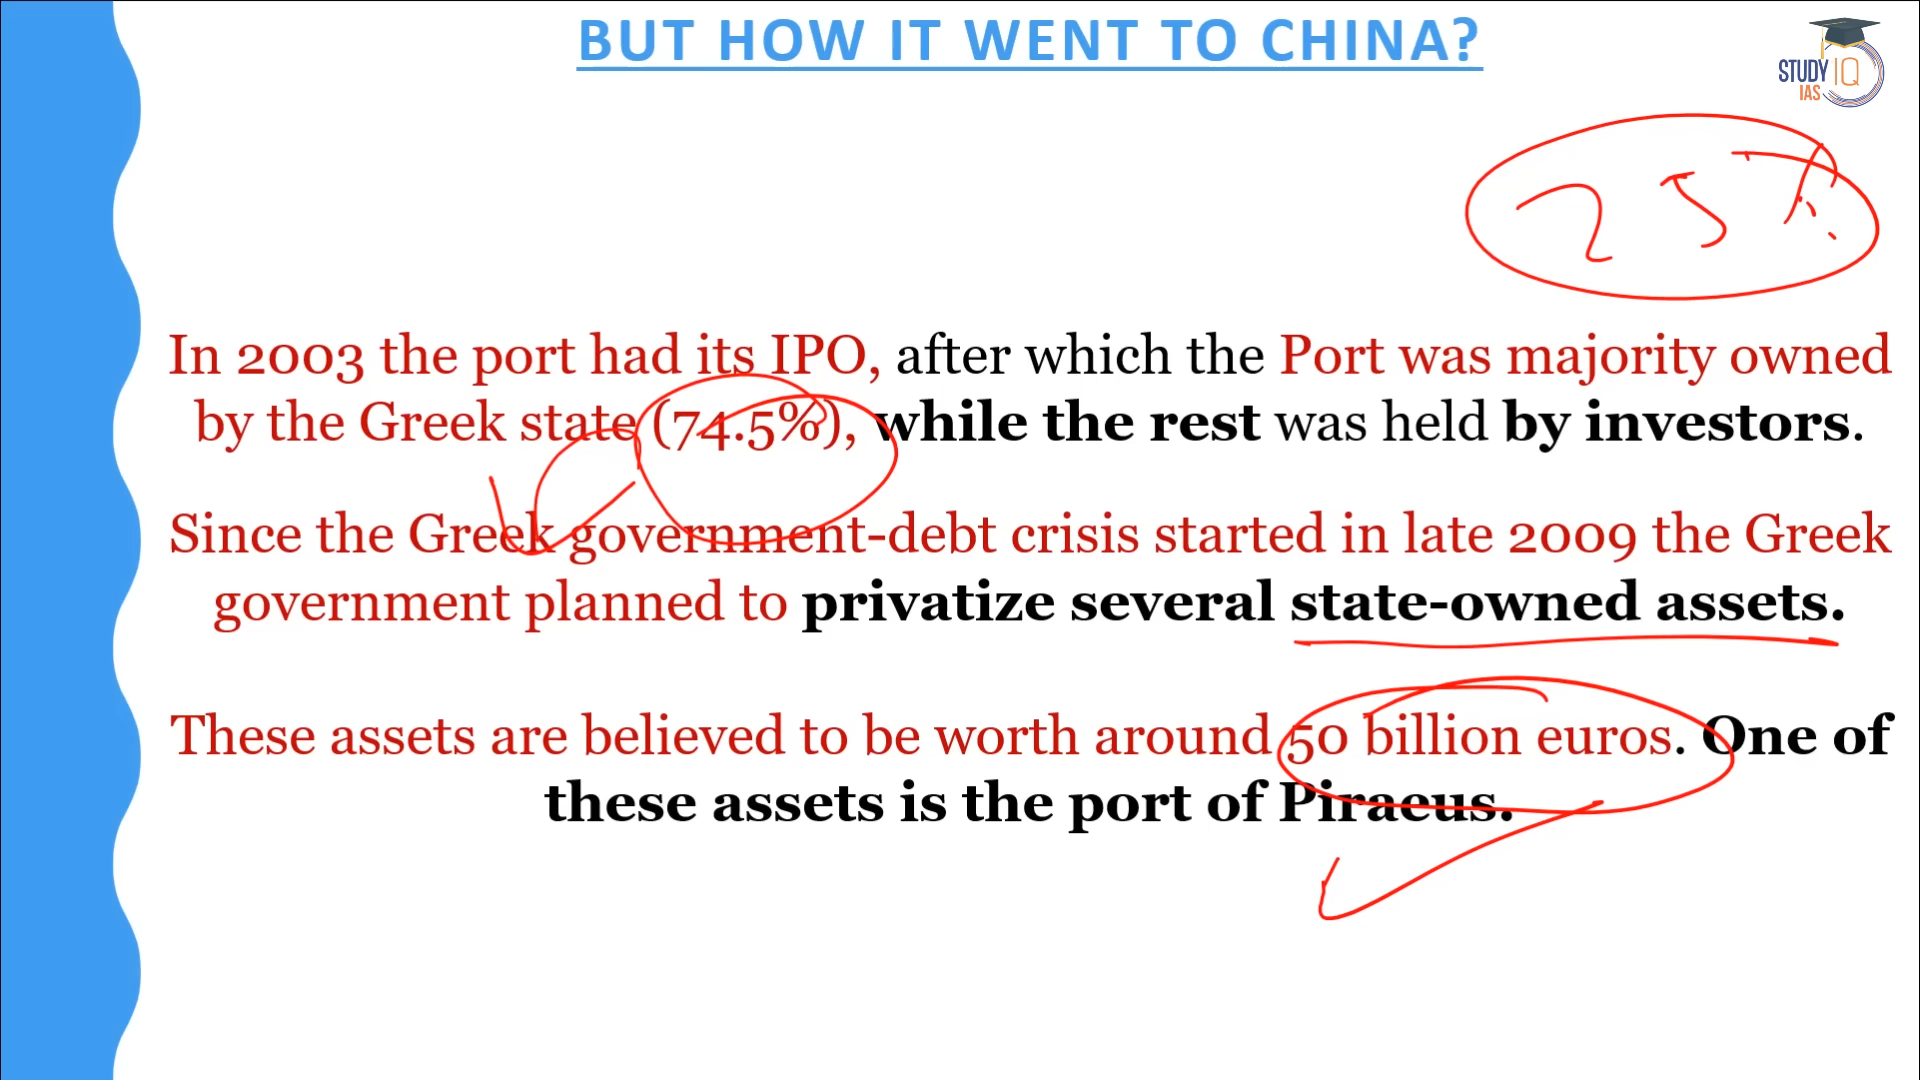 BUT HOW IT WENT TO CHINA?
STUDY IQ
IAS
25%
In 2003 the port had its IPO, after which the Port was majority owned
by the Greek state (74.5%), while the rest was held by investors.
Since the Greek government-debt crisis started in late 2009 the Greek
government planned to privatize several state-owned assets.
These assets are believed to be worth around 50 billion euros. One of
these assets is the port of Piraeus.